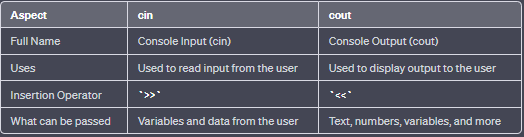 Aspect cin cout
Full Name Console Input (cin) Console Output (cout)
Uses Used to read input from the user Used to display output to the user
Insertion Operator `>>` `<<`
What can be passed Variables and data from the user Text, numbers, variables, and more